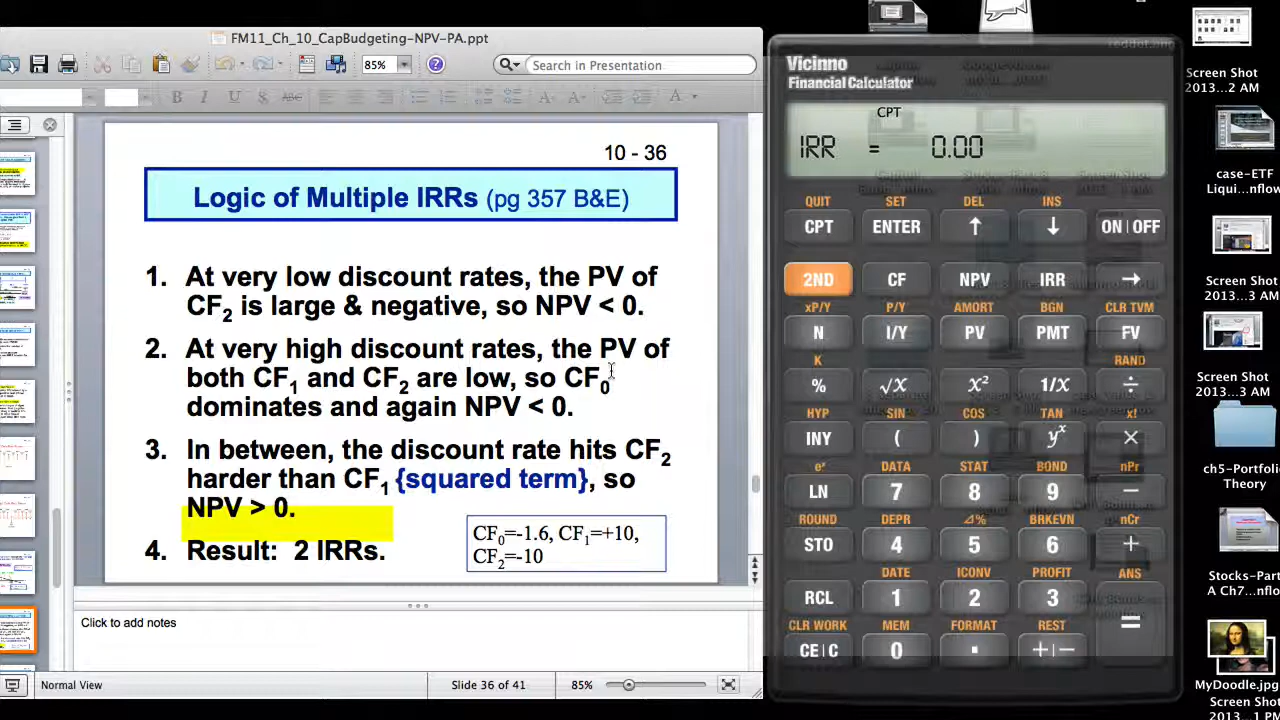 FM11_Ch_10_CapBudgeting-NPV-PA.ppt
85%
Search in Presentation
B I U S ABC
10 - 36
Logic of Multiple IRRs (pg 357 B&E)
1. At very low discount rates, the PV of
CF2 is large & negative, so NPV < 0.
2. At very high discount rates, the PV of
both CF1 and CF2 are low, so CF0
dominates and again NPV < 0.
3. In between, the discount rate hits CF2
harder than CF1 {squared term}, so
NPV > 0.
4. Result: 2 IRRs.
CF0=-1.6, CF1=+10,
CF2=-10
Click to add notes
Normal View
Slide 36 of 41
85%
Vicinno
Financial Calculator
CPT
IRR = 0.00
QUIT SET DEL INS
CPT ENTER ↑ ↓ ON|OFF
2ND CF NPV IRR →
xP/Y P/Y AMORT BGN CLR TVM
N I/Y PV PMT FV
K RAND
% √X X² 1/X ÷
HYP SIN COS TAN x!
INY ( ) yˣ ×
eˣ DATA STAT BOND nPr
LN 7 8 9 −
ROUND DEPR ⊿% BRKEVN nCr
STO 4 5 6 +
DATE ICONV PROFIT ANS
RCL 1 2 3 =
CLR WORK MEM FORMAT REST
CE|C 0 . +|−
Screen Shot
2013...2 AM
case-ETF
Liqui...nflow
Screen Shot
2013...3 AM
Screen Shot
2013...3 AM
ch5-Portfolio
Theory
Stocks-Part
A Ch7...nflow
MyDoodle.jpg
Screen Shot
2013...1 PM